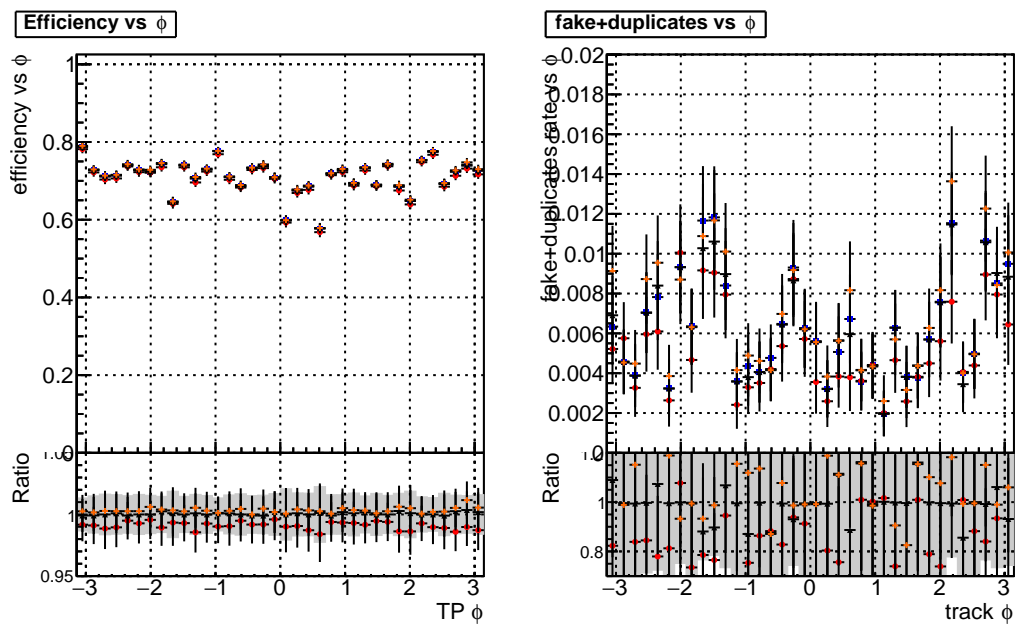 Efficiency vs ϕ
efficiency vs ϕ
1
0.8
0.6
0.4
0.2
0
Ratio
1
0.95
−3 −2 −1 0 1 2 3
TP ϕ
fake+duplicates vs ϕ
fake+duplicates rate vs ϕ
0.02
0.018
0.016
0.014
0.012
0.01
0.008
0.006
0.004
0.002
0
Ratio
1
0.8
−3 −2 −1 0 1 2 3
track ϕ